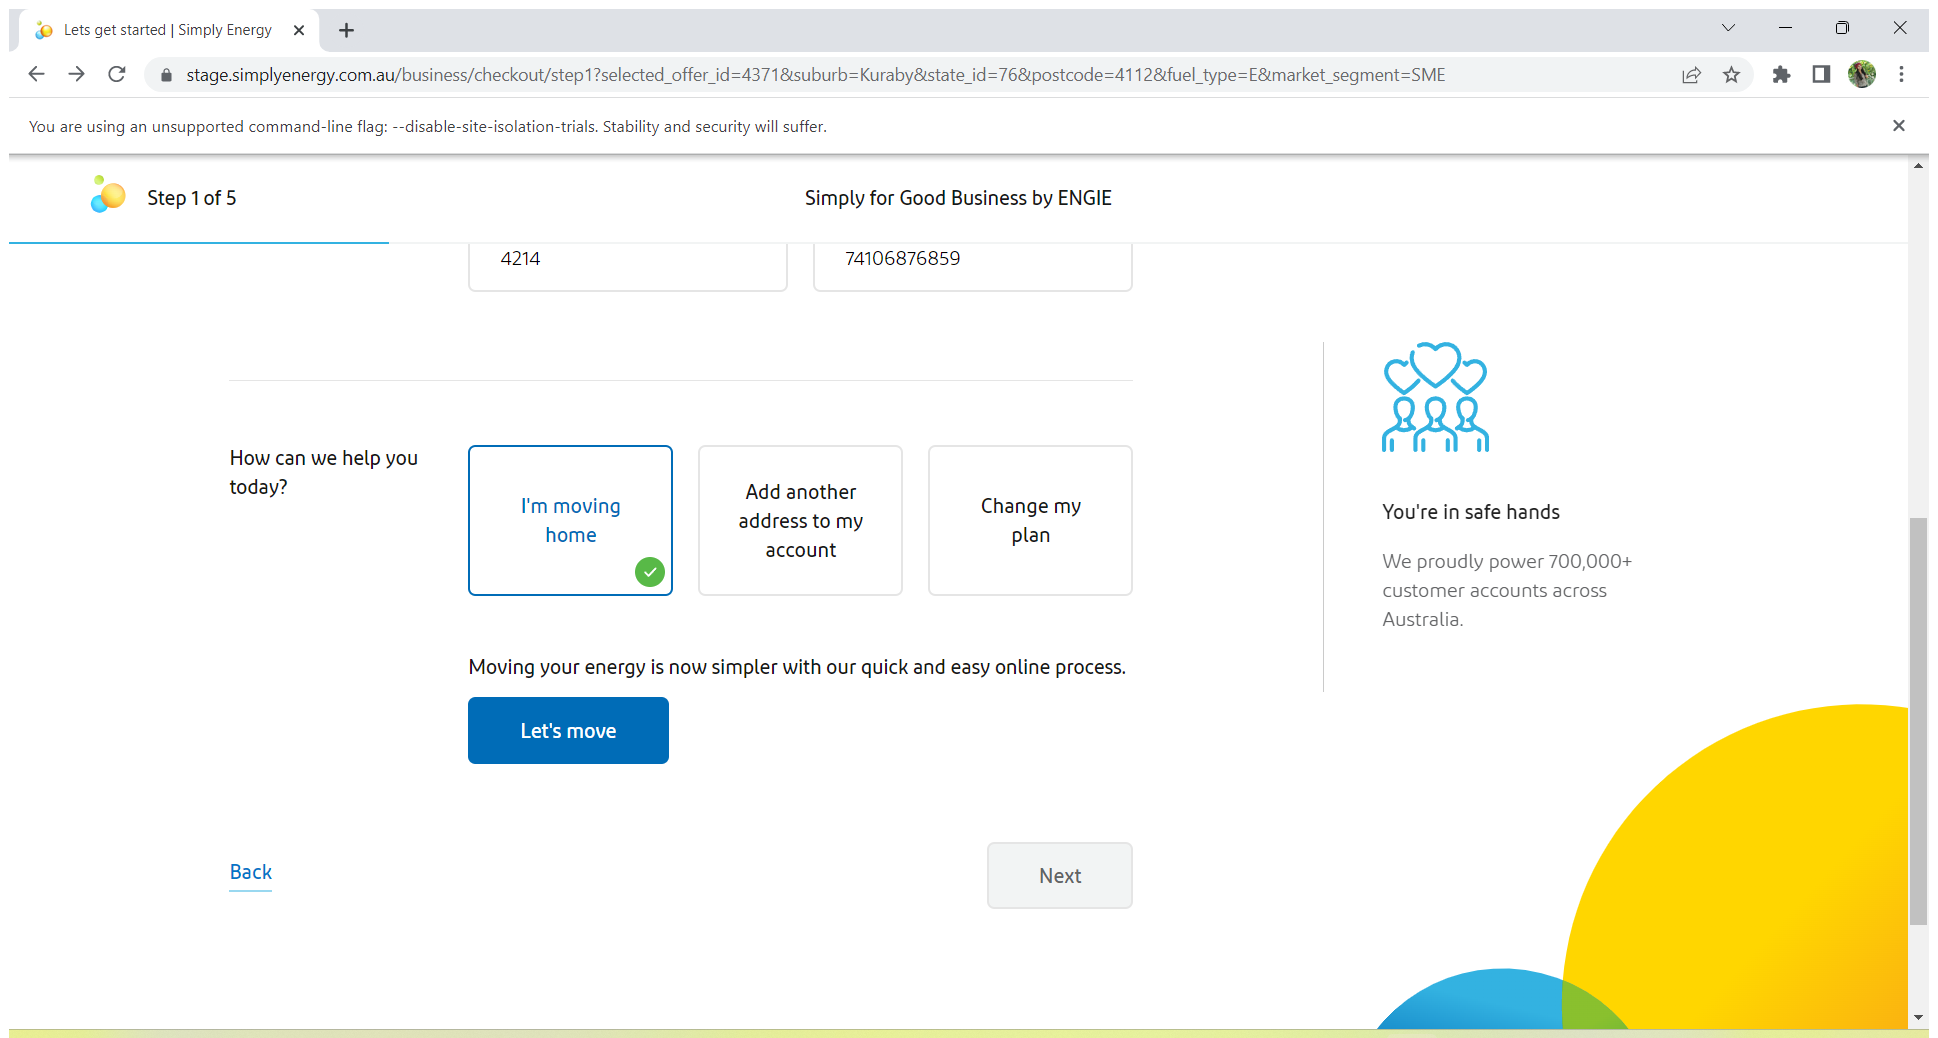 Lets get started | Simply Energy
stage.simplyenergy.com.au/business/checkout/step1?selected_offer_id=4371&suburb=Kuraby&state_id=76&postcode=4112&fuel_type=E&market_segment=SME
You are using an unsupported command-line flag: --disable-site-isolation-trials. Stability and security will suffer.
Step 1 of 5
Simply for Good Business by ENGIE
4214
74106876859
How can we help you
today?
I'm moving
home
Add another
address to my
account
Change my
plan
Moving your energy is now simpler with our quick and easy online process.
Let's move
Back
Next
You're in safe hands
We proudly power 700,000+
customer accounts across
Australia.